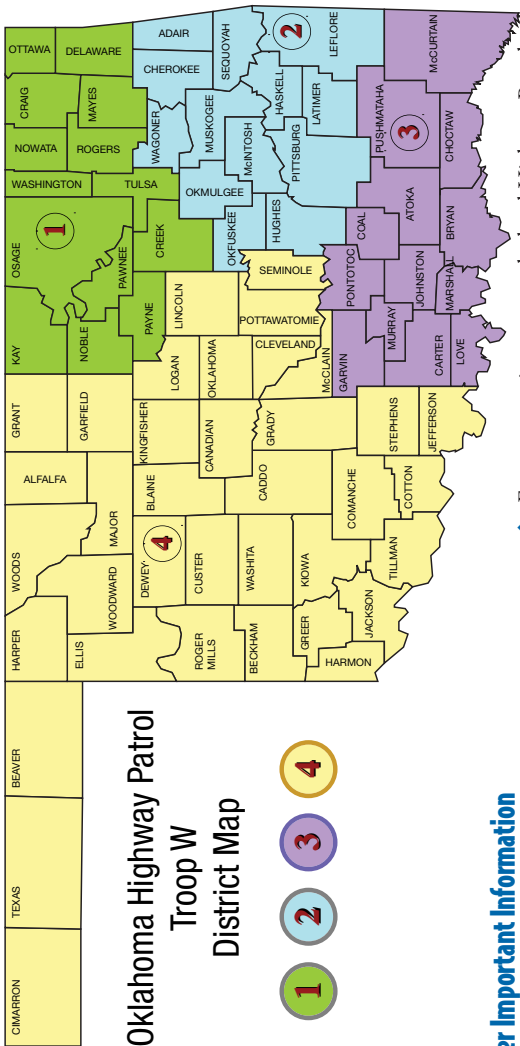 CIMARRON
TEXAS
BEAVER
HARPER
WOODS
ALFALFA
GRANT
KAY
OSAGE
WASHINGTON
NOWATA
CRAIG
OTTAWA
ELLIS
WOODWARD
MAJOR
GARFIELD
NOBLE
PAWNEE
TULSA
ROGERS
MAYES
DELAWARE
1
ROGER
MILLS
DEWEY
4
BLAINE
KINGFISHER
LOGAN
PAYNE
CREEK
WAGONER
CHEROKEE
ADAIR
CUSTER
CANADIAN
OKLAHOMA
LINCOLN
OKFUSKEE
OKMULGEE
MUSKOGEE
SEQUOYAH
BECKHAM
WASHITA
CADDO
GRADY
CLEVELAND
POTTAWATOMIE
SEMINOLE
HUGHES
McINTOSH
HASKELL
2
GREER
KIOWA
McCLAIN
PITTSBURG
LATIMER
LEFLORE
HARMON
JACKSON
COMANCHE
STEPHENS
GARVIN
PONTOTOC
COAL
PUSHMATAHA
3
McCURTAIN
TILLMAN
COTTON
JEFFERSON
CARTER
MURRAY
JOHNSTON
ATOKA
CHOCTAW
LOVE
MARSHALL
BRYAN
Oklahoma Highway Patrol
Troop W
District Map
1 2 3 4
er Important Information